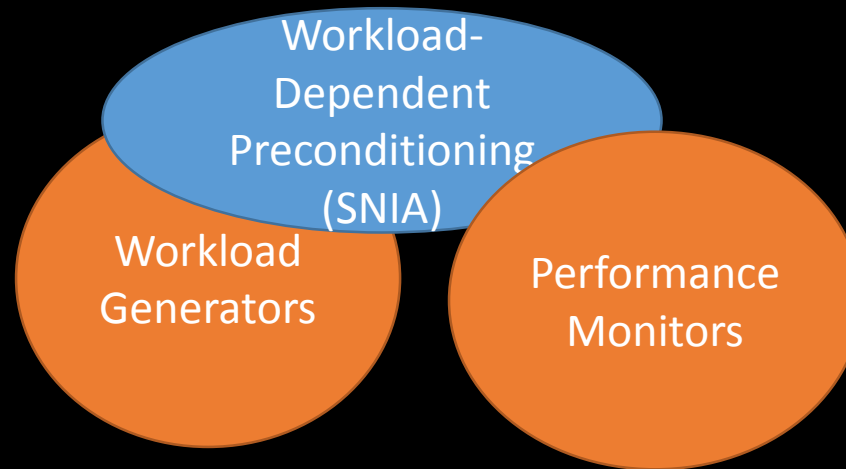 Workload-
Dependent
Preconditioning
(SNIA)
Workload
Generators
Performance
Monitors